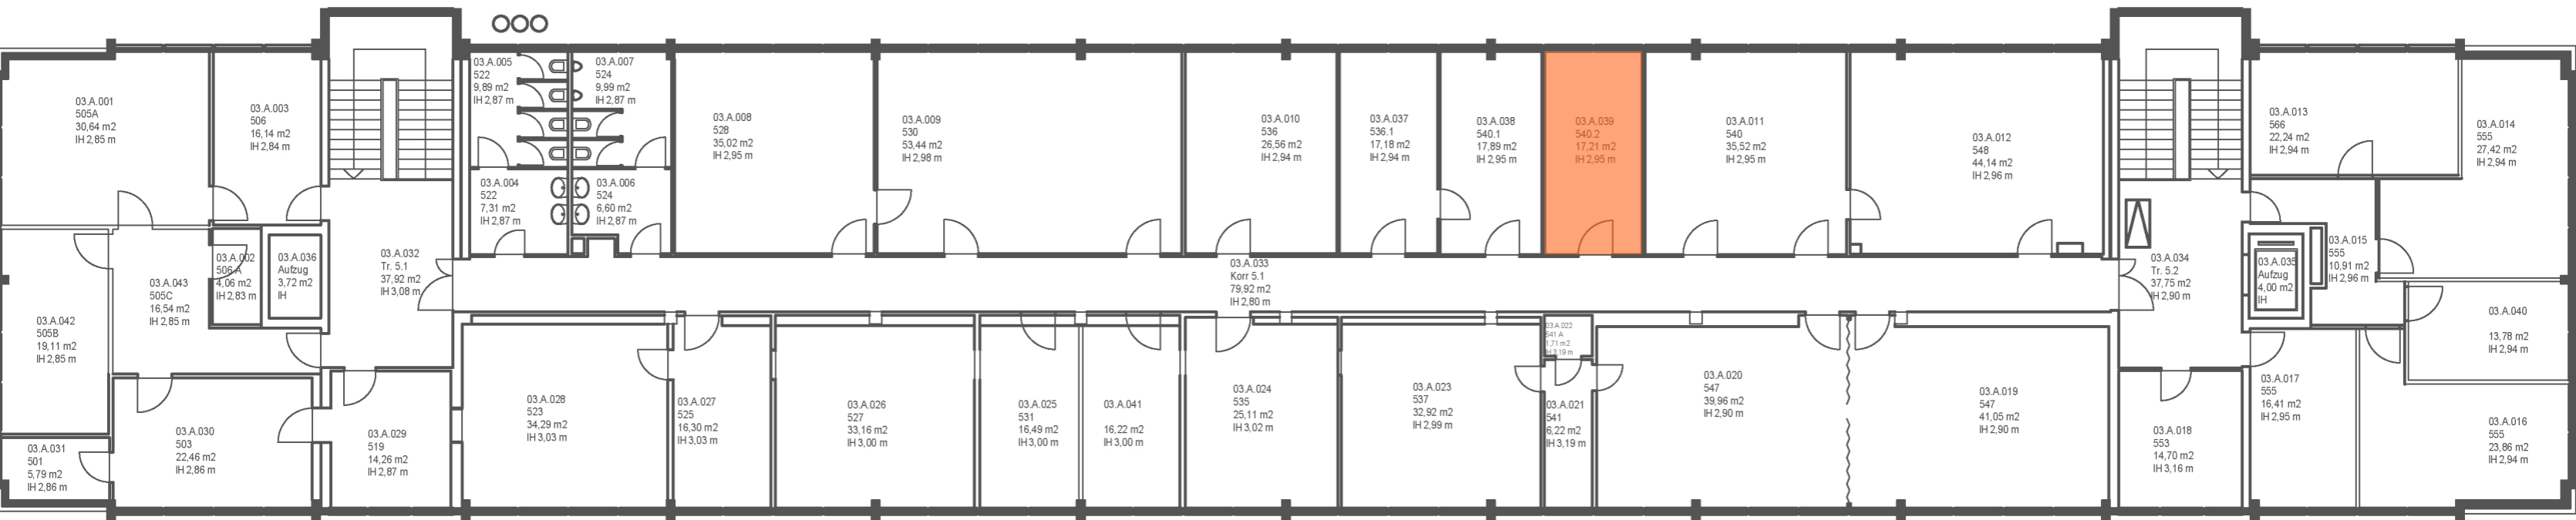 03.A.001
505A
30,64 m2
IH 2,85 m
03.A.003
506
16,14 m2
IH 2,84 m
03.A.005
522
9,89 m2
IH 2,87 m
03.A.007
524
9,99 m2
IH 2,87 m
03.A.004
522
7,31 m2
IH 2,87 m
03.A.006
524
6,60 m2
IH 2,87 m
03.A.008
528
35,02 m2
IH 2,95 m
03.A.009
530
53,44 m2
IH 2,98 m
03.A.010
536
26,56 m2
IH 2,94 m
03.A.037
536.1
17,18 m2
IH 2,94 m
03.A.038
540.1
17,89 m2
IH 2,95 m
03.A.039
540.2
17,21 m2
IH 2,95 m
03.A.011
540
35,52 m2
IH 2,95 m
03.A.012
548
44,14 m2
IH 2,96 m
03.A.013
566
22,24 m2
IH 2,94 m
03.A.014
555
27,42 m2
IH 2,94 m
03.A.042
505B
19,11 m2
IH 2,85 m
03.A.043
505C
16,54 m2
IH 2,85 m
03.A.002
506 A
4,06 m2
IH 2,83 m
03.A.036
Aufzug
3,72 m2
IH
03.A.032
Tr. 5.1
37,92 m2
IH 3,08 m
03.A.033
Korr 5.1
79,92 m2
IH 2,80 m
03.A.034
Tr. 5.2
37,75 m2
IH 2,90 m
03.A.035
Aufzug
4,00 m2
IH
03.A.015
555
10,91 m2
IH 2,96 m
03.A.040
13,78 m2
IH 2,94 m
03.A.031
501
5,79 m2
IH 2,86 m
03.A.030
503
22,46 m2
IH 2,86 m
03.A.029
519
14,26 m2
IH 2,87 m
03.A.028
523
34,29 m2
IH 3,03 m
03.A.027
525
16,30 m2
IH 3,03 m
03.A.026
527
33,16 m2
IH 3,00 m
03.A.025
531
16,49 m2
IH 3,00 m
03.A.041
16,22 m2
IH 3,00 m
03.A.024
535
25,11 m2
IH 3,02 m
03.A.023
537
32,92 m2
IH 2,99 m
03.A.022
541 A
1,71 m2
IH 3,19 m
03.A.021
541
6,22 m2
IH 3,19 m
03.A.020
547
39,96 m2
IH 2,90 m
03.A.019
547
41,05 m2
IH 2,90 m
03.A.018
553
14,70 m2
IH 3,16 m
03.A.017
555
16,41 m2
IH 2,95 m
03.A.016
555
23,86 m2
IH 2,94 m